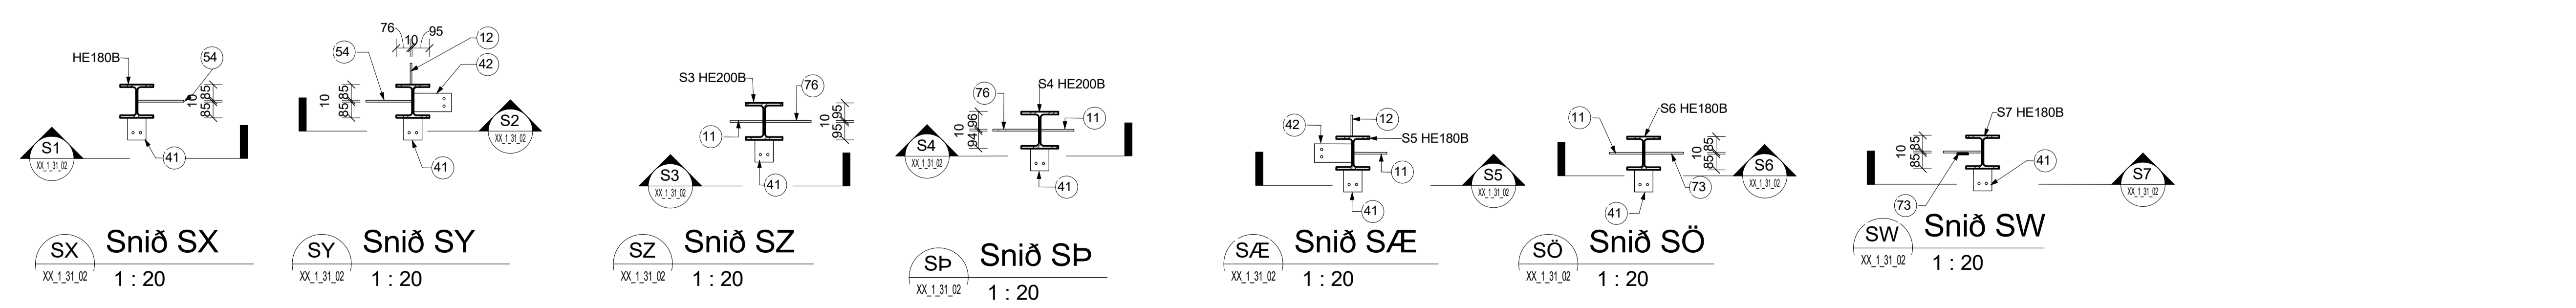 HE180B
54
85 85
10
S1
XX_1_31_02
41
SX
XX_1_31_02
Snið SX
1 : 20
76
10
95
12
54
42
85 85
10
S2
XX_1_31_02
41
SY
XX_1_31_02
Snið SY
1 : 20
S3 HE200B
76
11
95 95
10
S3
XX_1_31_02
41
SZ
XX_1_31_02
Snið SZ
1 : 20
S4 HE200B
76
11
94 96
10
S4
XX_1_31_02
41
SÞ
XX_1_31_02
Snið SÞ
1 : 20
42
12
S5 HE180B
11
S5
XX_1_31_02
41
SÆ
XX_1_31_02
Snið SÆ
1 : 20
S6 HE180B
11
85 85
10
73
S6
XX_1_31_02
41
SÖ
XX_1_31_02
Snið SÖ
1 : 20
S7 HE180B
85 85
10
41
73
S7
XX_1_31_02
SW
XX_1_31_02
Snið SW
1 : 20